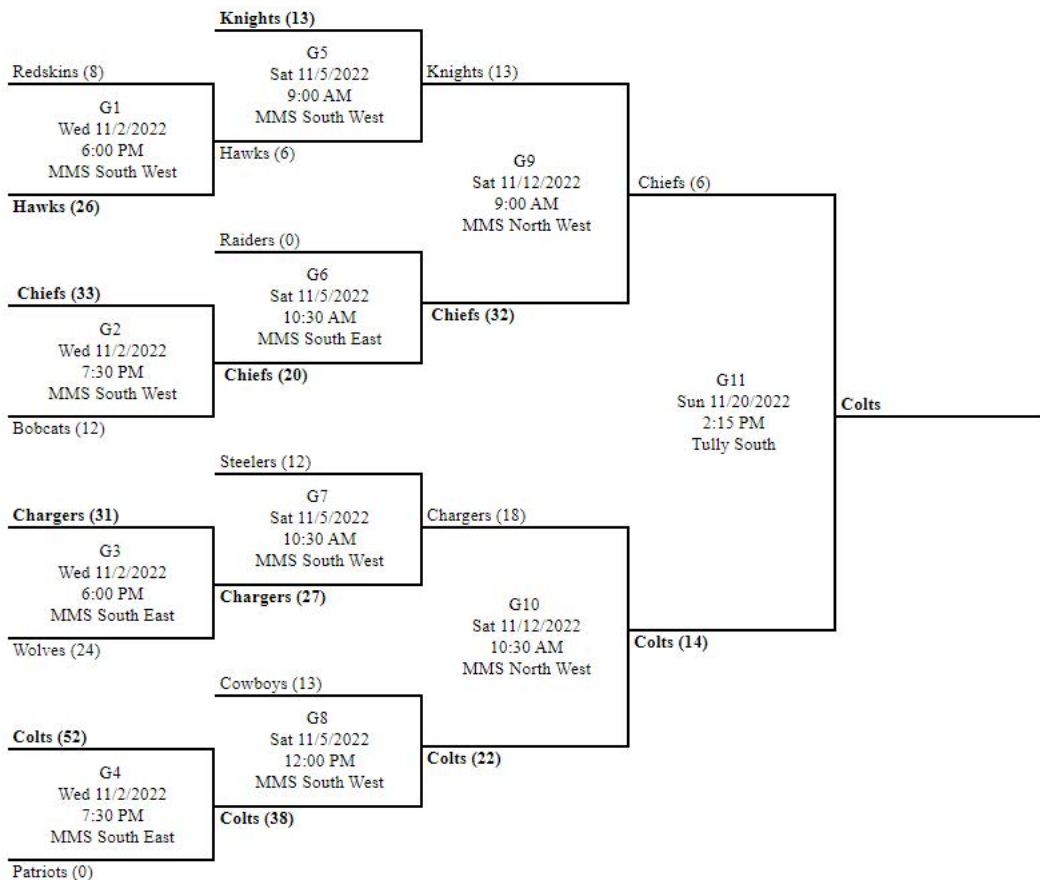 Knights (13)
G5
Sat 11/5/2022
9:00 AM
MMS South West
Hawks (6)
Redskins (8)
G1
Wed 11/2/2022
6:00 PM
MMS South West
Hawks (26)
Knights (13)
G9
Sat 11/12/2022
9:00 AM
MMS North West
Chiefs (32)
Raiders (0)
G6
Sat 11/5/2022
10:30 AM
MMS South East
Chiefs (20)
Chiefs (33)
G2
Wed 11/2/2022
7:30 PM
MMS South West
Bobcats (12)
Chiefs (6)
G11
Sun 11/20/2022
2:15 PM
Tully South
Colts (14)
Colts
Steelers (12)
G7
Sat 11/5/2022
10:30 AM
MMS South West
Chargers (27)
Chargers (31)
G3
Wed 11/2/2022
6:00 PM
MMS South East
Wolves (24)
Chargers (18)
G10
Sat 11/12/2022
10:30 AM
MMS North West
Colts (22)
Cowboys (13)
G8
Sat 11/5/2022
12:00 PM
MMS South West
Colts (38)
Colts (52)
G4
Wed 11/2/2022
7:30 PM
MMS South East
Patriots (0)